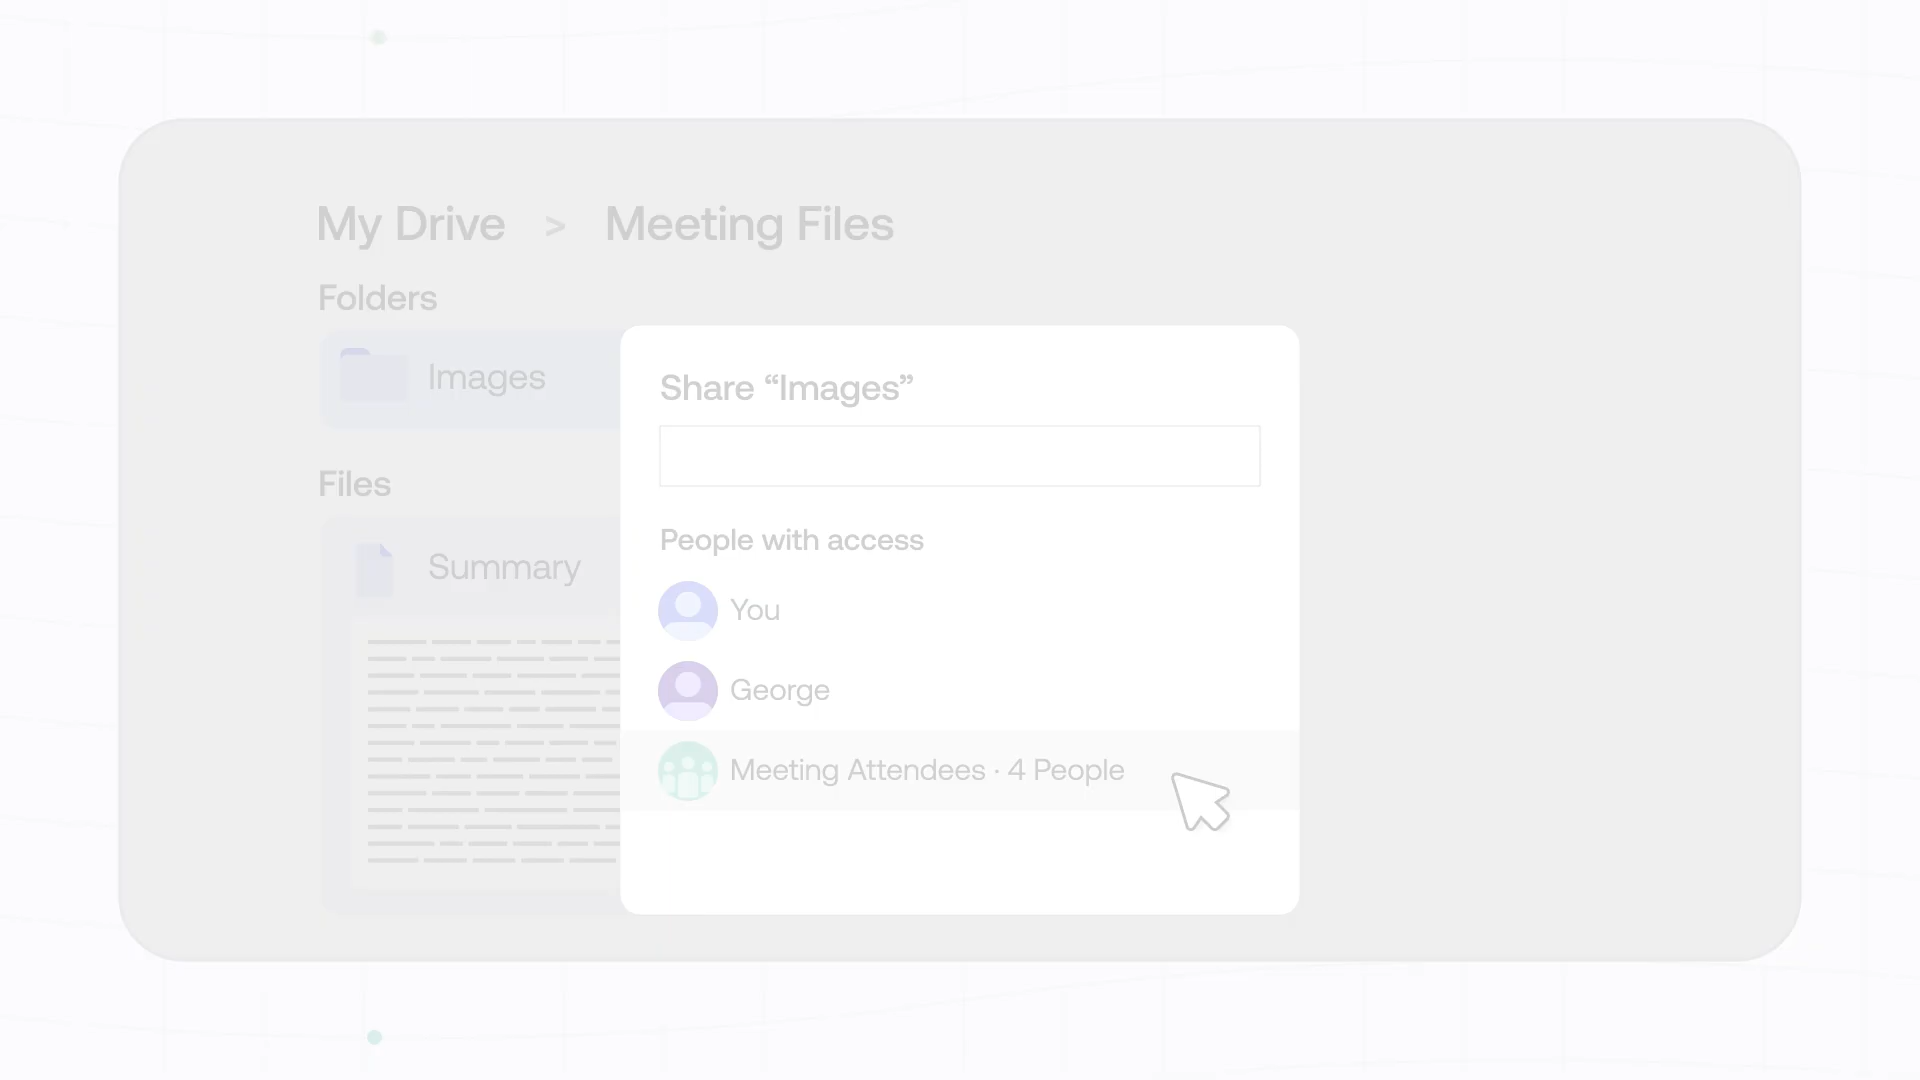 My Drive > Meeting Files
Folders
Images
Files
Summary
Share “Images”
People with access
You
George
Meeting Attendees · 4 People